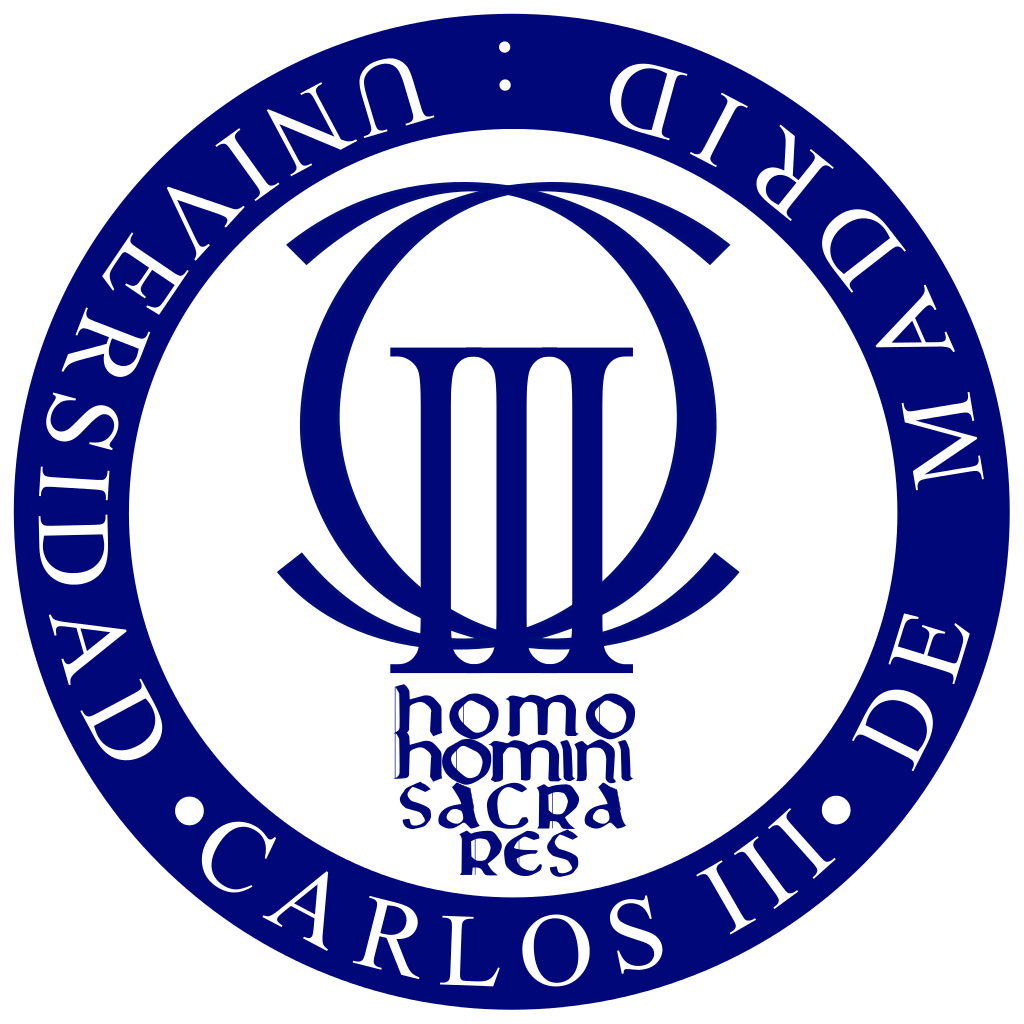 UNIVERSIDAD • CARLOS III • DE MADRID :
III
homo
homini
SACRA
RES